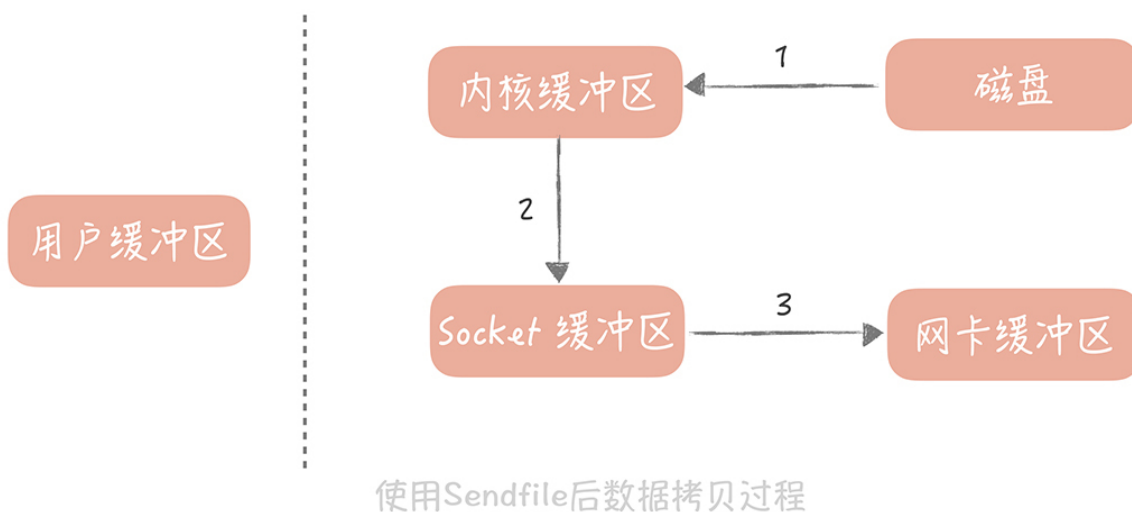 1
内核缓冲区
磁盘
2
用户缓冲区
3
Socket 缓冲区
网卡缓冲区
使用Sendfile后数据拷贝过程